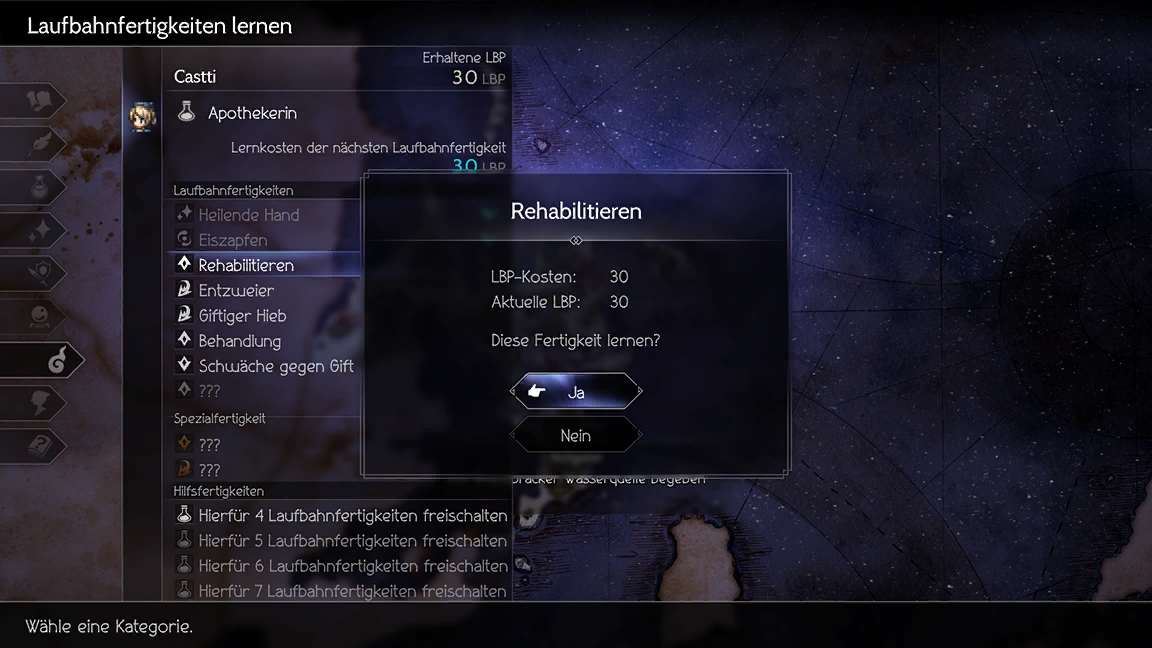 Laufbahnfertigkeiten lernen
Erhaltene LBP
Castti
30 LBP
Apothekerin
Lernkosten der nächsten Laufbahnfertigkeit
30 LBP
Laufbahnfertigkeiten
Heilende Hand
Eiszapfen
Rehabilitieren
Entzweier
Giftiger Hieb
Behandlung
Schwäche gegen Gift
???
Spezialfertigkeit
???
???
Hilfsfertigkeiten
Hierfür 4 Laufbahnfertigkeiten freischalten
Hierfür 5 Laufbahnfertigkeiten freischalten
Hierfür 6 Laufbahnfertigkeiten freischalten
Hierfür 7 Laufbahnfertigkeiten freischalten
Rehabilitieren
LBP-Kosten: 30
Aktuelle LBP: 30
Diese Fertigkeit lernen?
Ja
Nein
Wasserquelle begeben
Wähle eine Kategorie.